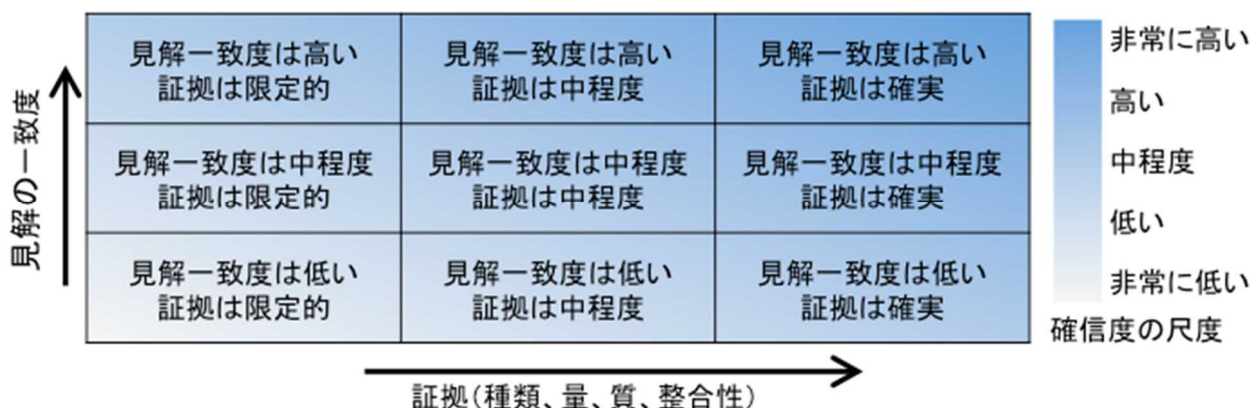 見解の一致度
見解一致度は高い
証拠は限定的
見解一致度は高い
証拠は中程度
見解一致度は高い
証拠は確実
見解一致度は中程度
証拠は限定的
見解一致度は中程度
証拠は中程度
見解一致度は中程度
証拠は確実
見解一致度は低い
証拠は限定的
見解一致度は低い
証拠は中程度
見解一致度は低い
証拠は確実
証拠(種類、量、質、整合性)
非常に高い
高い
中程度
低い
非常に低い
確信度の尺度